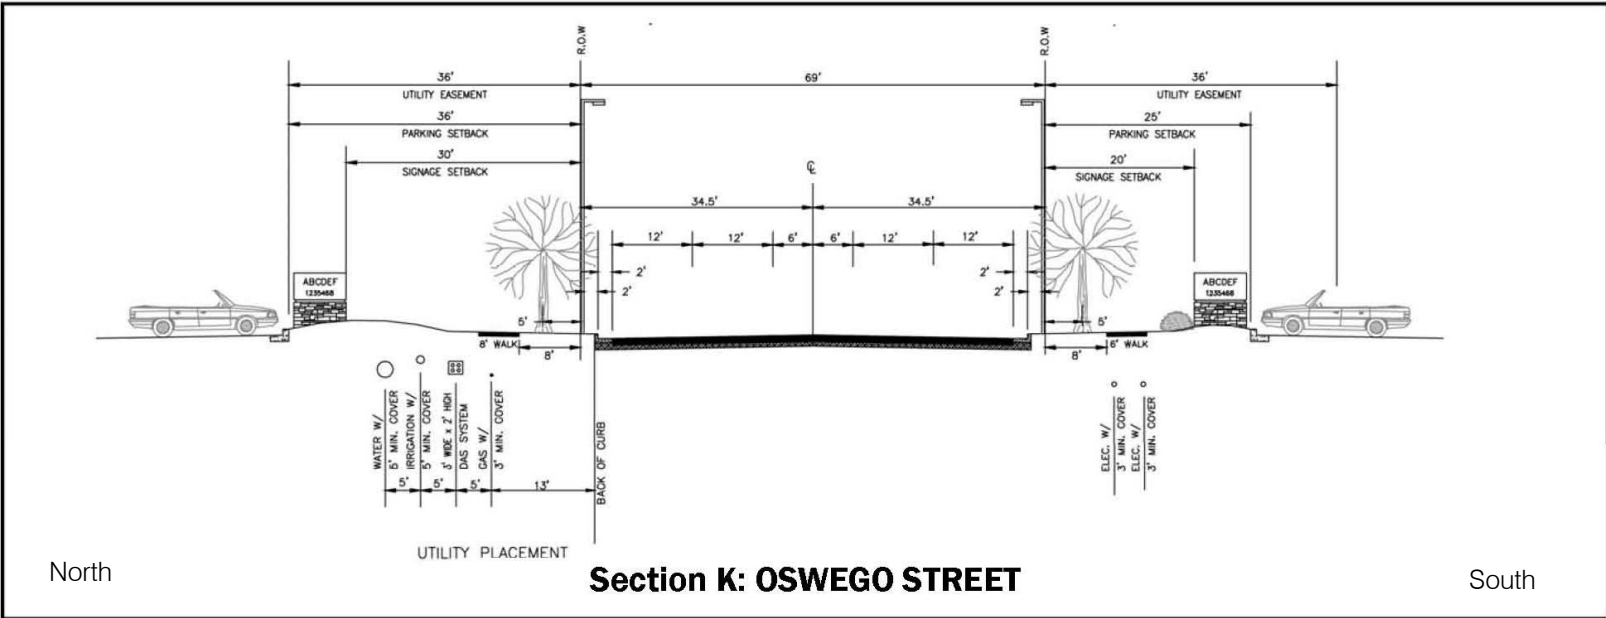 R.O.W
R.O.W
36'
UTILITY EASEMENT
69'
36'
UTILITY EASEMENT
36'
PARKING SETBACK
25'
PARKING SETBACK
30'
SIGNAGE SETBACK
20'
SIGNAGE SETBACK
CL
34.5'
34.5'
12'
12'
6'
6'
12'
12'
2'
2'
2'
2'
ABCDEF
1235468
ABCDEF
1235468
5'
5'
8' WALK
8'
8'
6' WALK
WATER W/
5' MIN. COVER
IRRIGATION W/
5' MIN. COVER
3' WIDE x 2' HIGH
DAS SYSTEM
GAS W/
3' MIN. COVER
BACK OF CURB
ELEC. W/
3' MIN. COVER
ELEC. W/
3' MIN. COVER
5'
5'
5'
13'
UTILITY PLACEMENT
North
Section K: OSWEGO STREET
South